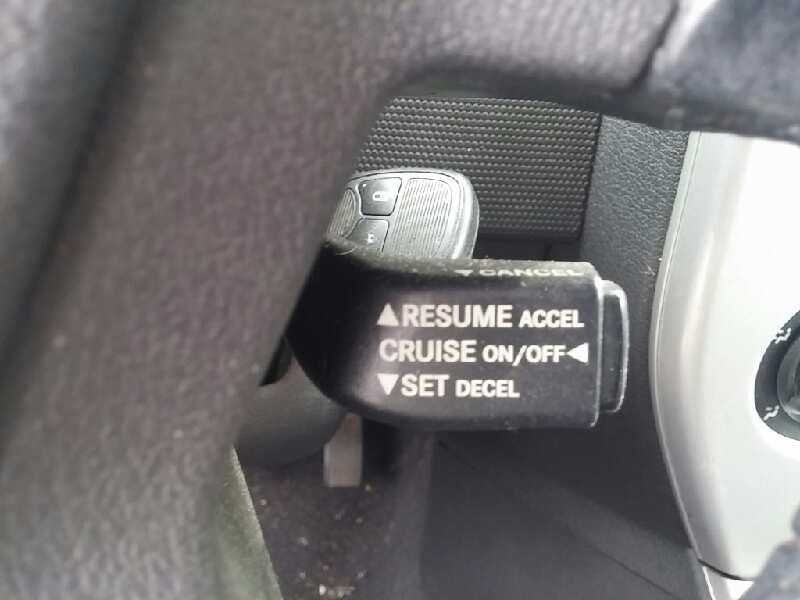 ▼ CANCEL
▲RESUME ACCEL
CRUISE ON/OFF◀
▼SET DECEL